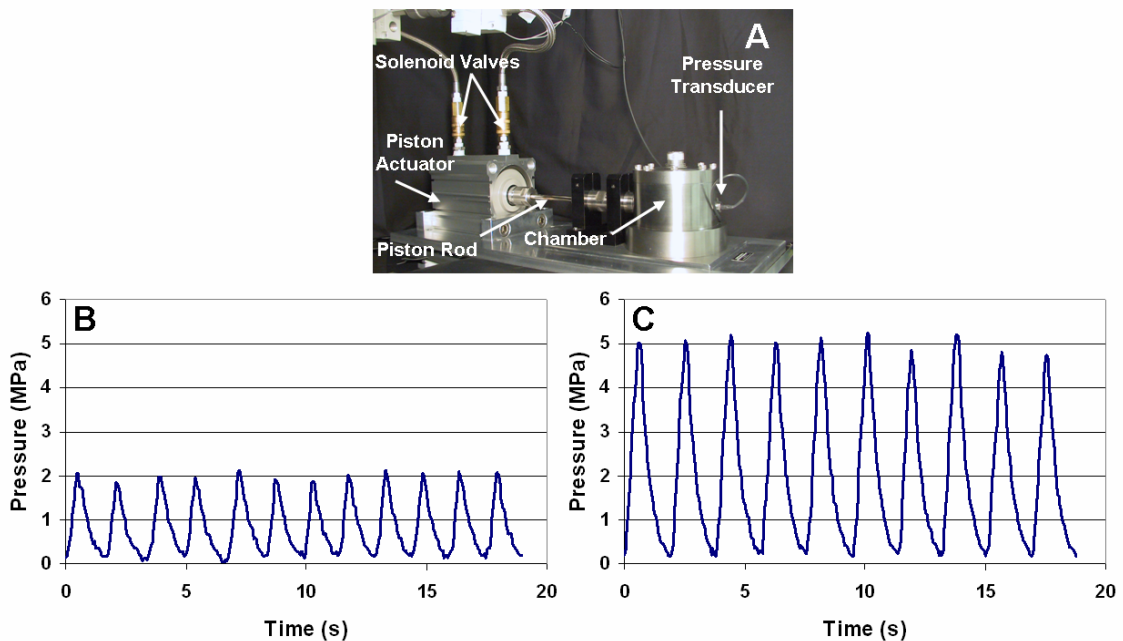 A
Solenoid Valves
Pressure
Transducer
Piston
Actuator
Piston Rod
Chamber
B
6
5
4
3
2
1
0
Pressure (MPa)
0
5
10
15
20
Time (s)
C
6
5
4
3
2
1
0
Pressure (MPa)
0
5
10
15
20
Time (s)